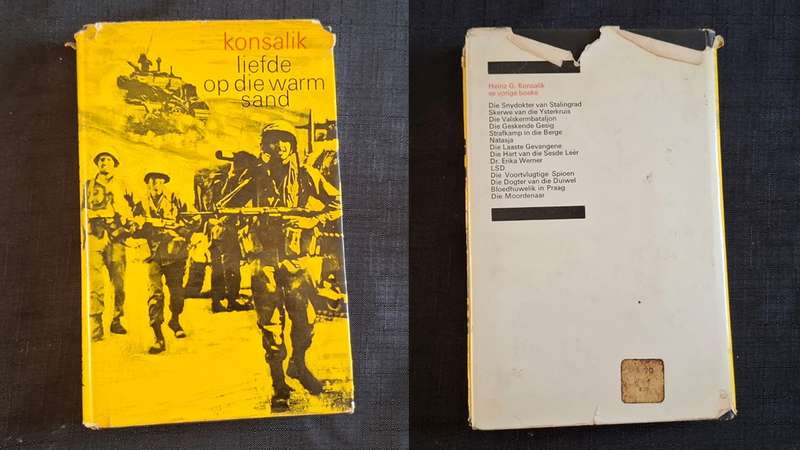 konsalik
liefde
op die warm
sand
Heinz G. Konsalik
se vorige boeke
Die Snydokter van Stalingrad
Skerwe van die Ysterkruis
Die Valskermbataljon
Die Geskende Gesig
Strafkamp in die Berge
Natasja
Die Laaste Gevangene
Die Hart van die Sesde Leër
Dr. Erika Werner
LSD
Die Voortvlugtige Spioen
Die Dogter van die Duiwel
Bloedhuwelik in Praag
Die Moordenaar